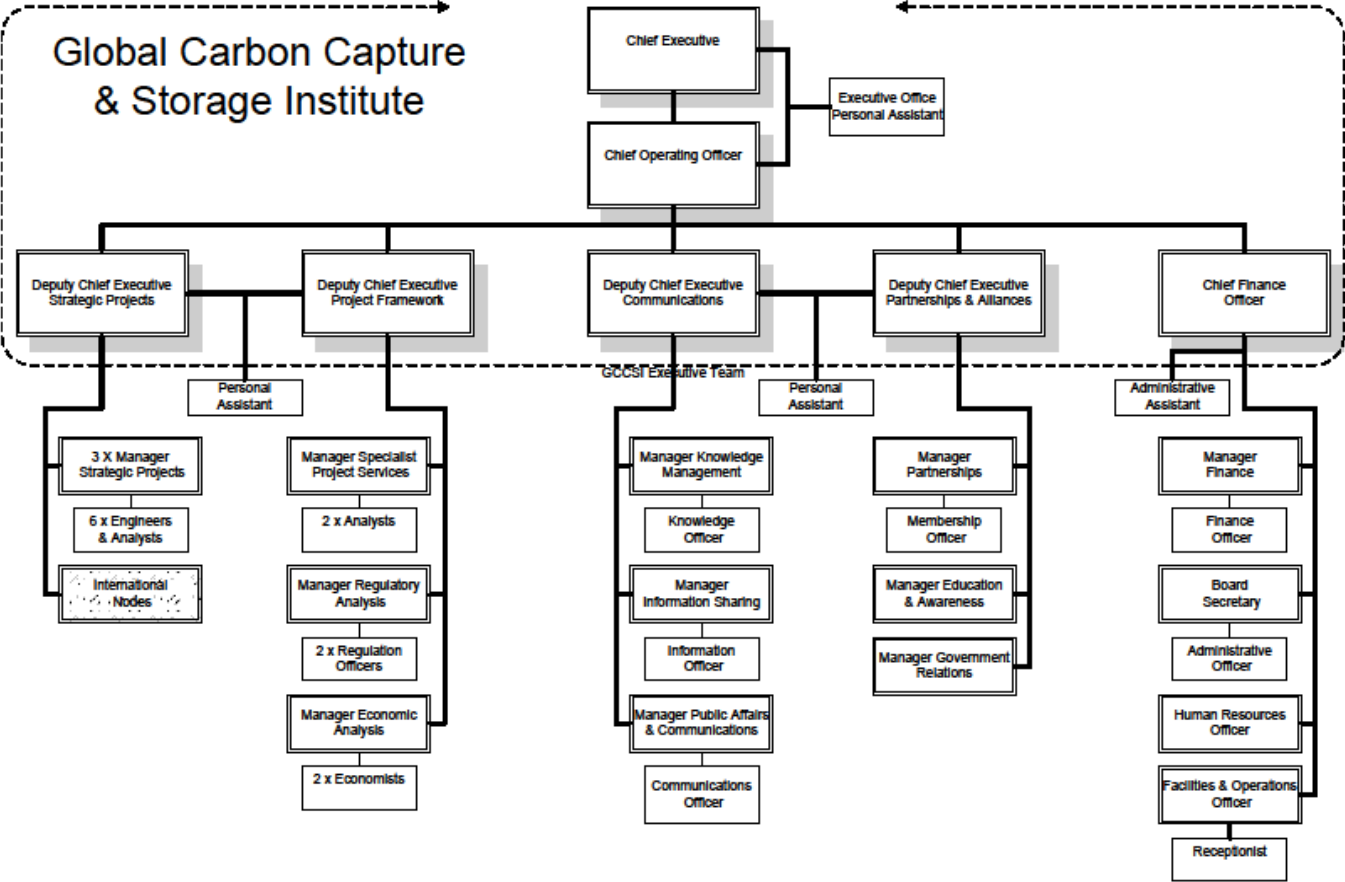 Global Carbon Capture
& Storage Institute
Chief Executive
Executive Office
Personal Assistant
Chief Operating Officer
Deputy Chief Executive
Strategic Projects
Deputy Chief Executive
Project Framework
Deputy Chief Executive
Communications
Deputy Chief Executive
Partnerships & Alliances
Chief Finance
Officer
GCCSI Executive Team
Personal
Assistant
Personal
Assistant
Administrative
Assistant
3 X Manager
Strategic Projects
6 x Engineers
& Analysts
International
Nodes
Manager Specialist
Project Services
2 x Analysts
Manager Regulatory
Analysis
2 x Regulation
Officers
Manager Economic
Analysis
2 x Economists
Manager Knowledge
Management
Knowledge
Officer
Manager
Information Sharing
Information
Officer
Manager Public Affairs
& Communications
Communications
Officer
Manager
Partnerships
Membership
Officer
Manager Education
& Awareness
Manager Government
Relations
Manager
Finance
Finance
Officer
Board
Secretary
Administrative
Officer
Human Resources
Officer
Facilities & Operations
Officer
Receptionist